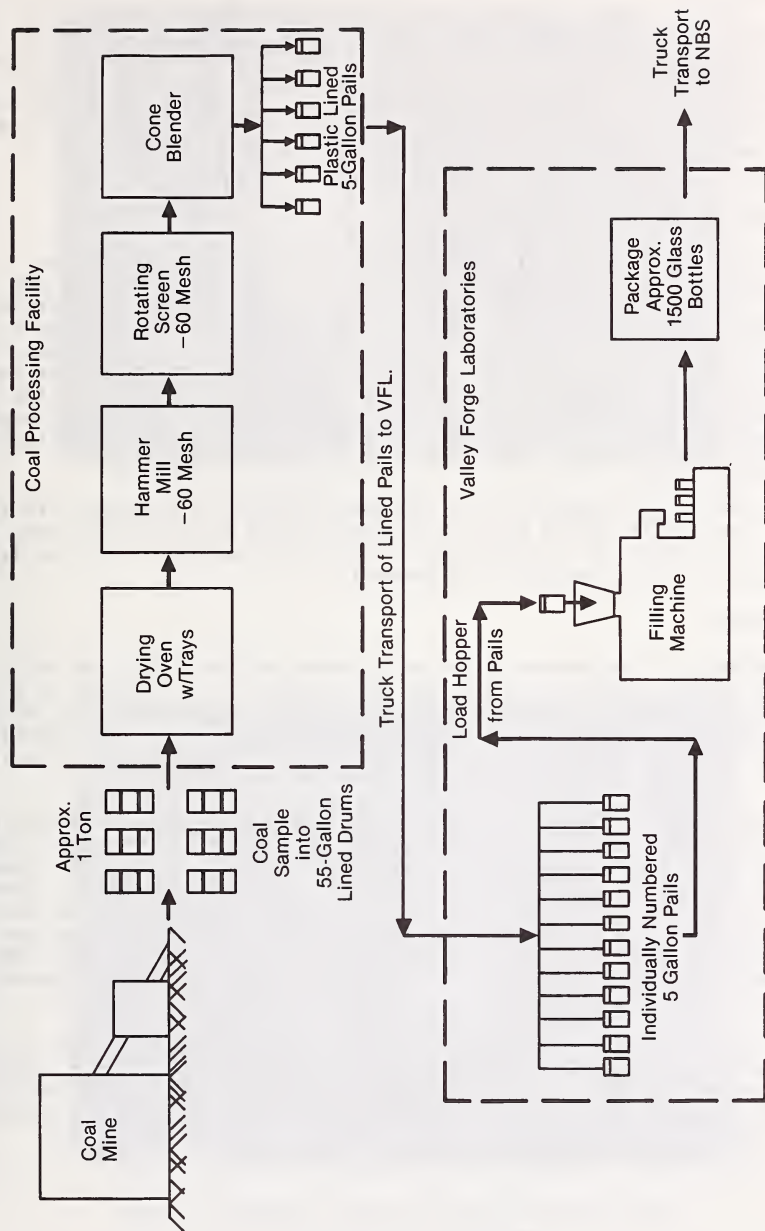 Coal
Mine
Approx.
1 Ton
Coal
Sample
into
55-Gallon
Lined Drums
Coal Processing Facility
Drying
Oven
w/Trays
Hammer
Mill
–60 Mesh
Rotating
Screen
–60 Mesh
Cone
Blender
Plastic Lined
5-Gallon Pails
Truck Transport of Lined Pails to VFL.
Valley Forge Laboratories
Individually Numbered
5 Gallon Pails
Load Hopper
from Pails
Filling
Machine
Package
Approx.
1500 Glass
Bottles
Truck
Transport
to NBS